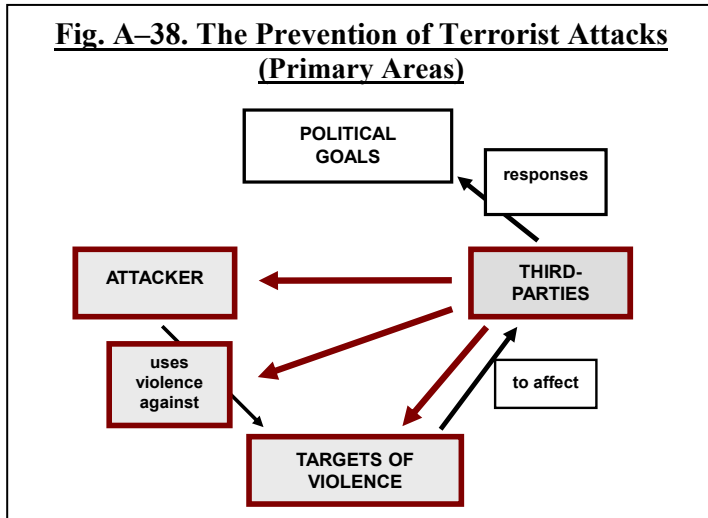 Fig. A–38. The Prevention of Terrorist Attacks
(Primary Areas)
POLITICAL
GOALS
responses
ATTACKER
THIRD-
PARTIES
uses
violence
against
to affect
TARGETS OF
VIOLENCE